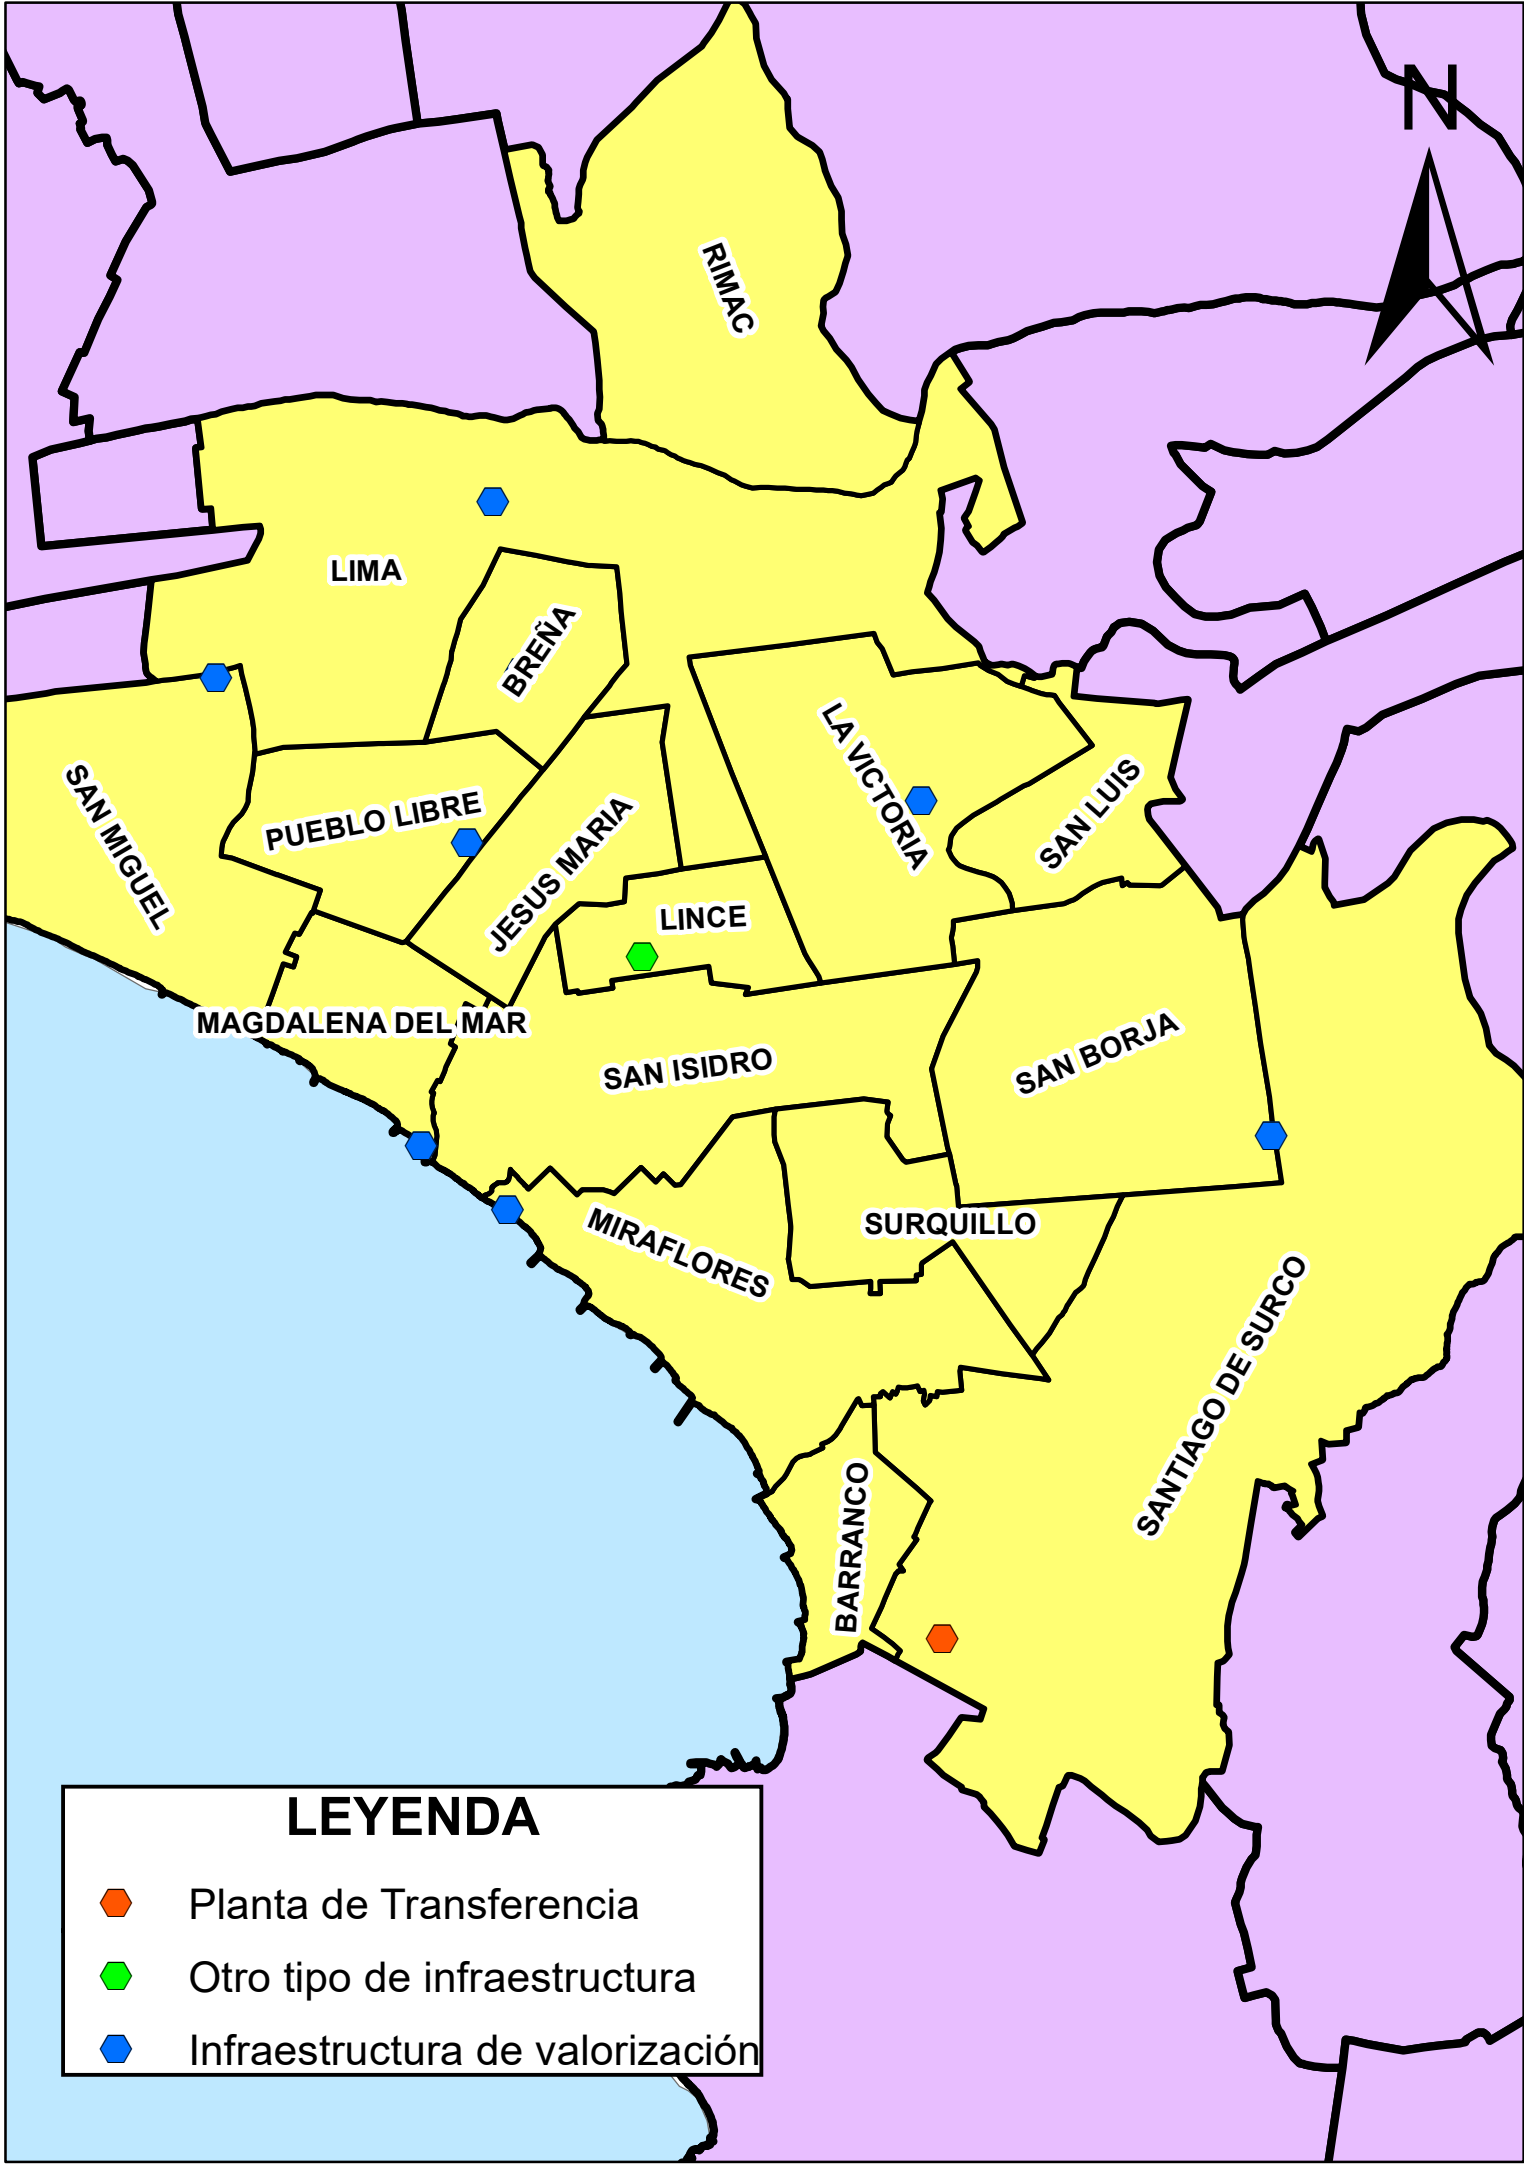 N
RIMAC
LIMA
BREÑA
LA VICTORIA
SAN LUIS
SAN MIGUEL
PUEBLO LIBRE
JESUS MARIA
LINCE
MAGDALENA DEL MAR
SAN ISIDRO
SAN BORJA
MIRAFLORES
SURQUILLO
SANTIAGO DE SURCO
BARRANCO
LEYENDA
Planta de Transferencia
Otro tipo de infraestructura
Infraestructura de valorización